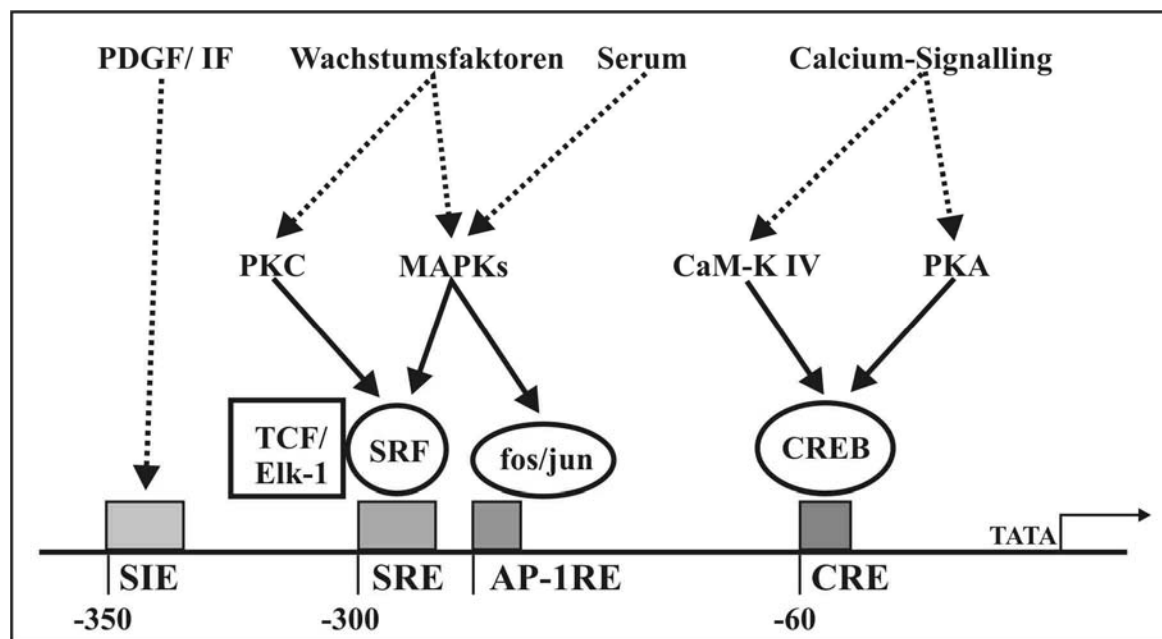 PDGF/ IF Wachstumsfaktoren Serum Calcium-Signalling
PKC MAPKs CaM-K IV PKA
TCF/
Elk-1
SRF
fos/jun
CREB
TATA
SIE SRE AP-1RE CRE
-350 -300 -60